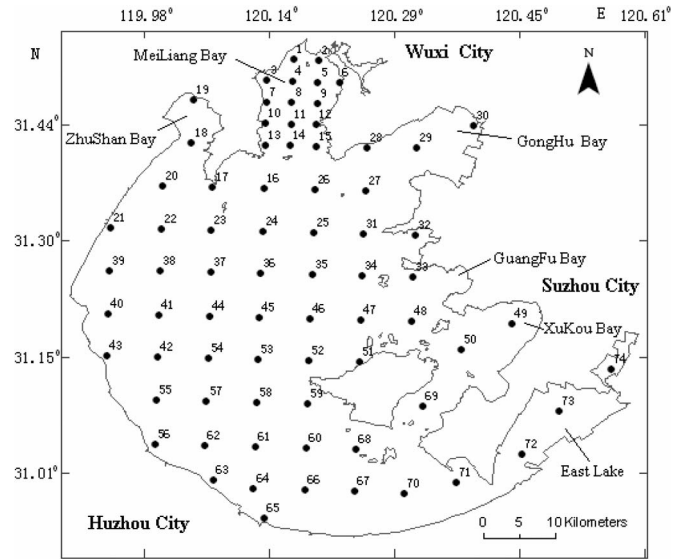 119.98 120.14 120.29 120.45 E 120.61
N Wuxi City
MeiLiang Bay
1 2
3 4 5 6
N
19
7 8 9
31.44
10 11 12 30
ZhuShan Bay
18 13 14 15 28 29
GongHu Bay
20 17 16 26 27
21 22 23 24 25 31 32
31.30
39 38 37 36 35 34 33
GuangFu Bay
Suzhou City
40 41 44 45 46 47 48 49
XuKou Bay
43 42 54 53 52 51 50
31.15
74
55 57 58 59 69 73
56 62 61 60 68 72
East Lake
31.01
63 64 66 67 70 71
65
Huzhou City
0 5 10 Kilometers